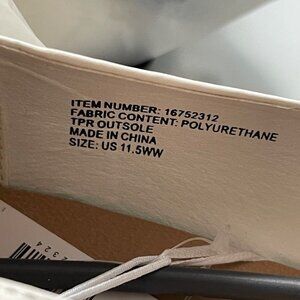 ITEM NUMBER: 16752312
FABRIC CONTENT: POLYURETHANE
TPR OUTSOLE
MADE IN CHINA
SIZE: US 11.5WW